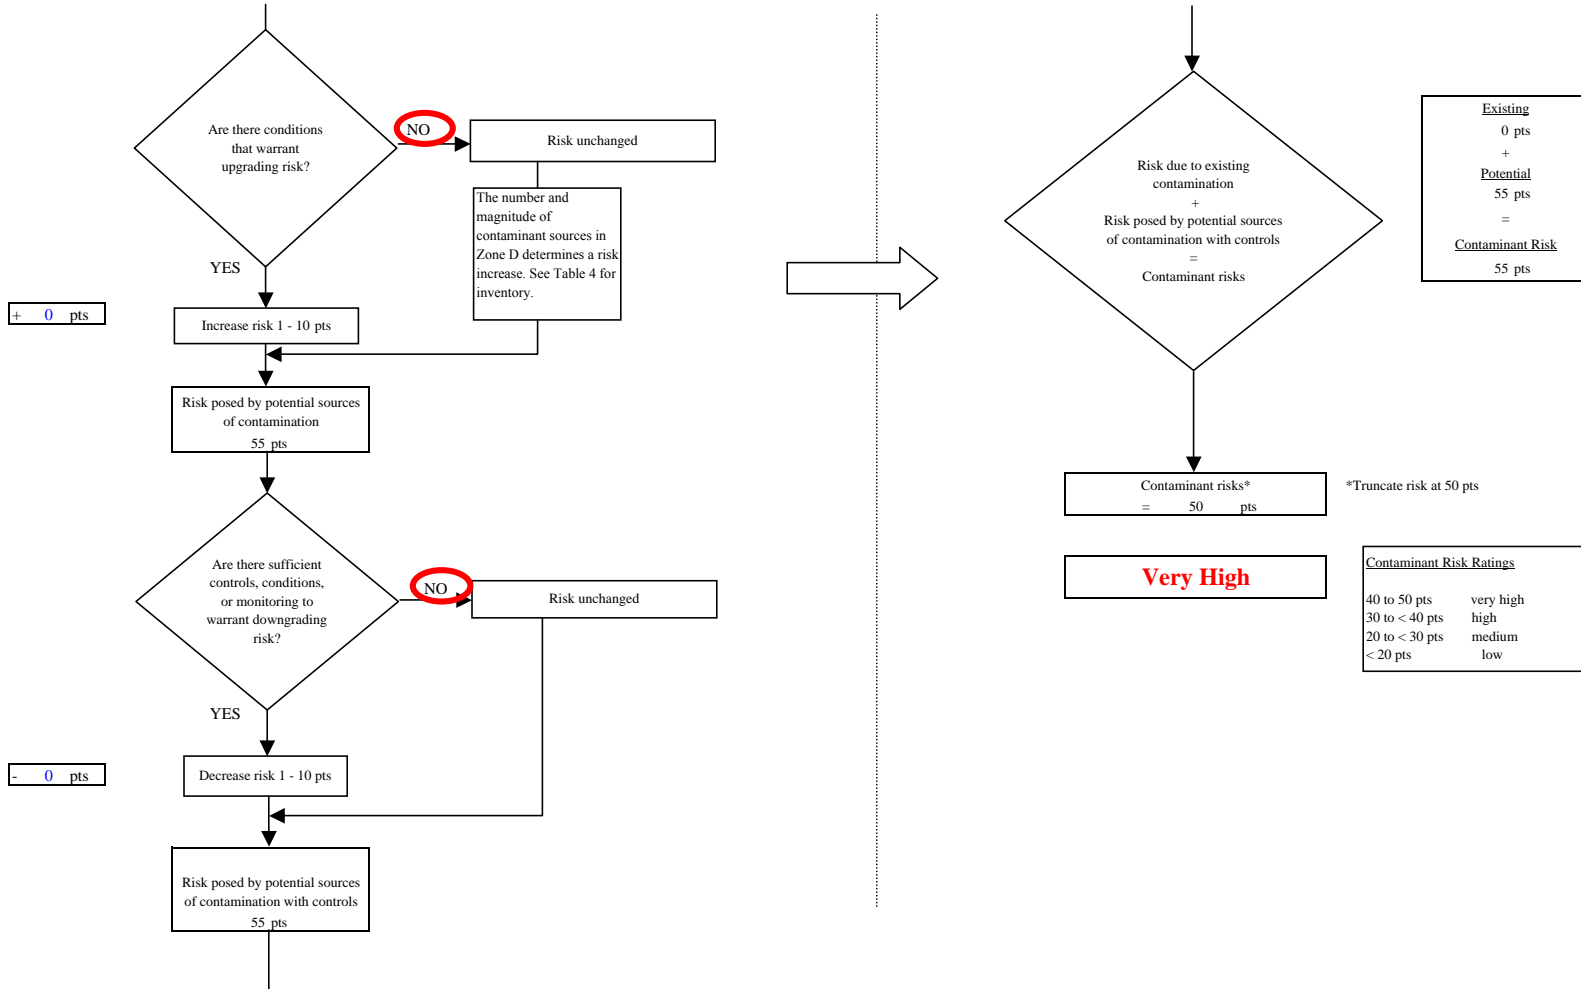 Are there conditions
that warrant
upgrading risk?
NO
Risk unchanged
The number and
magnitude of
contaminant sources in
Zone D determines a risk
increase. See Table 4 for
inventory.
YES
+ 0 pts
Increase risk 1 - 10 pts
Risk posed by potential sources
of contamination
55 pts
Are there sufficient
controls, conditions,
or monitoring to
warrant downgrading
risk?
NO
Risk unchanged
YES
- 0 pts
Decrease risk 1 - 10 pts
Risk posed by potential sources
of contamination with controls
55 pts
Risk due to existing
contamination
+
Risk posed by potential sources
of contamination with controls
=
Contaminant risks
Existing
0 pts
+
Potential
55 pts
=
Contaminant Risk
55 pts
Contaminant risks*
= 50 pts
*Truncate risk at 50 pts
Very High
Contaminant Risk Ratings
40 to 50 pts very high
30 to < 40 pts high
20 to < 30 pts medium
< 20 pts low